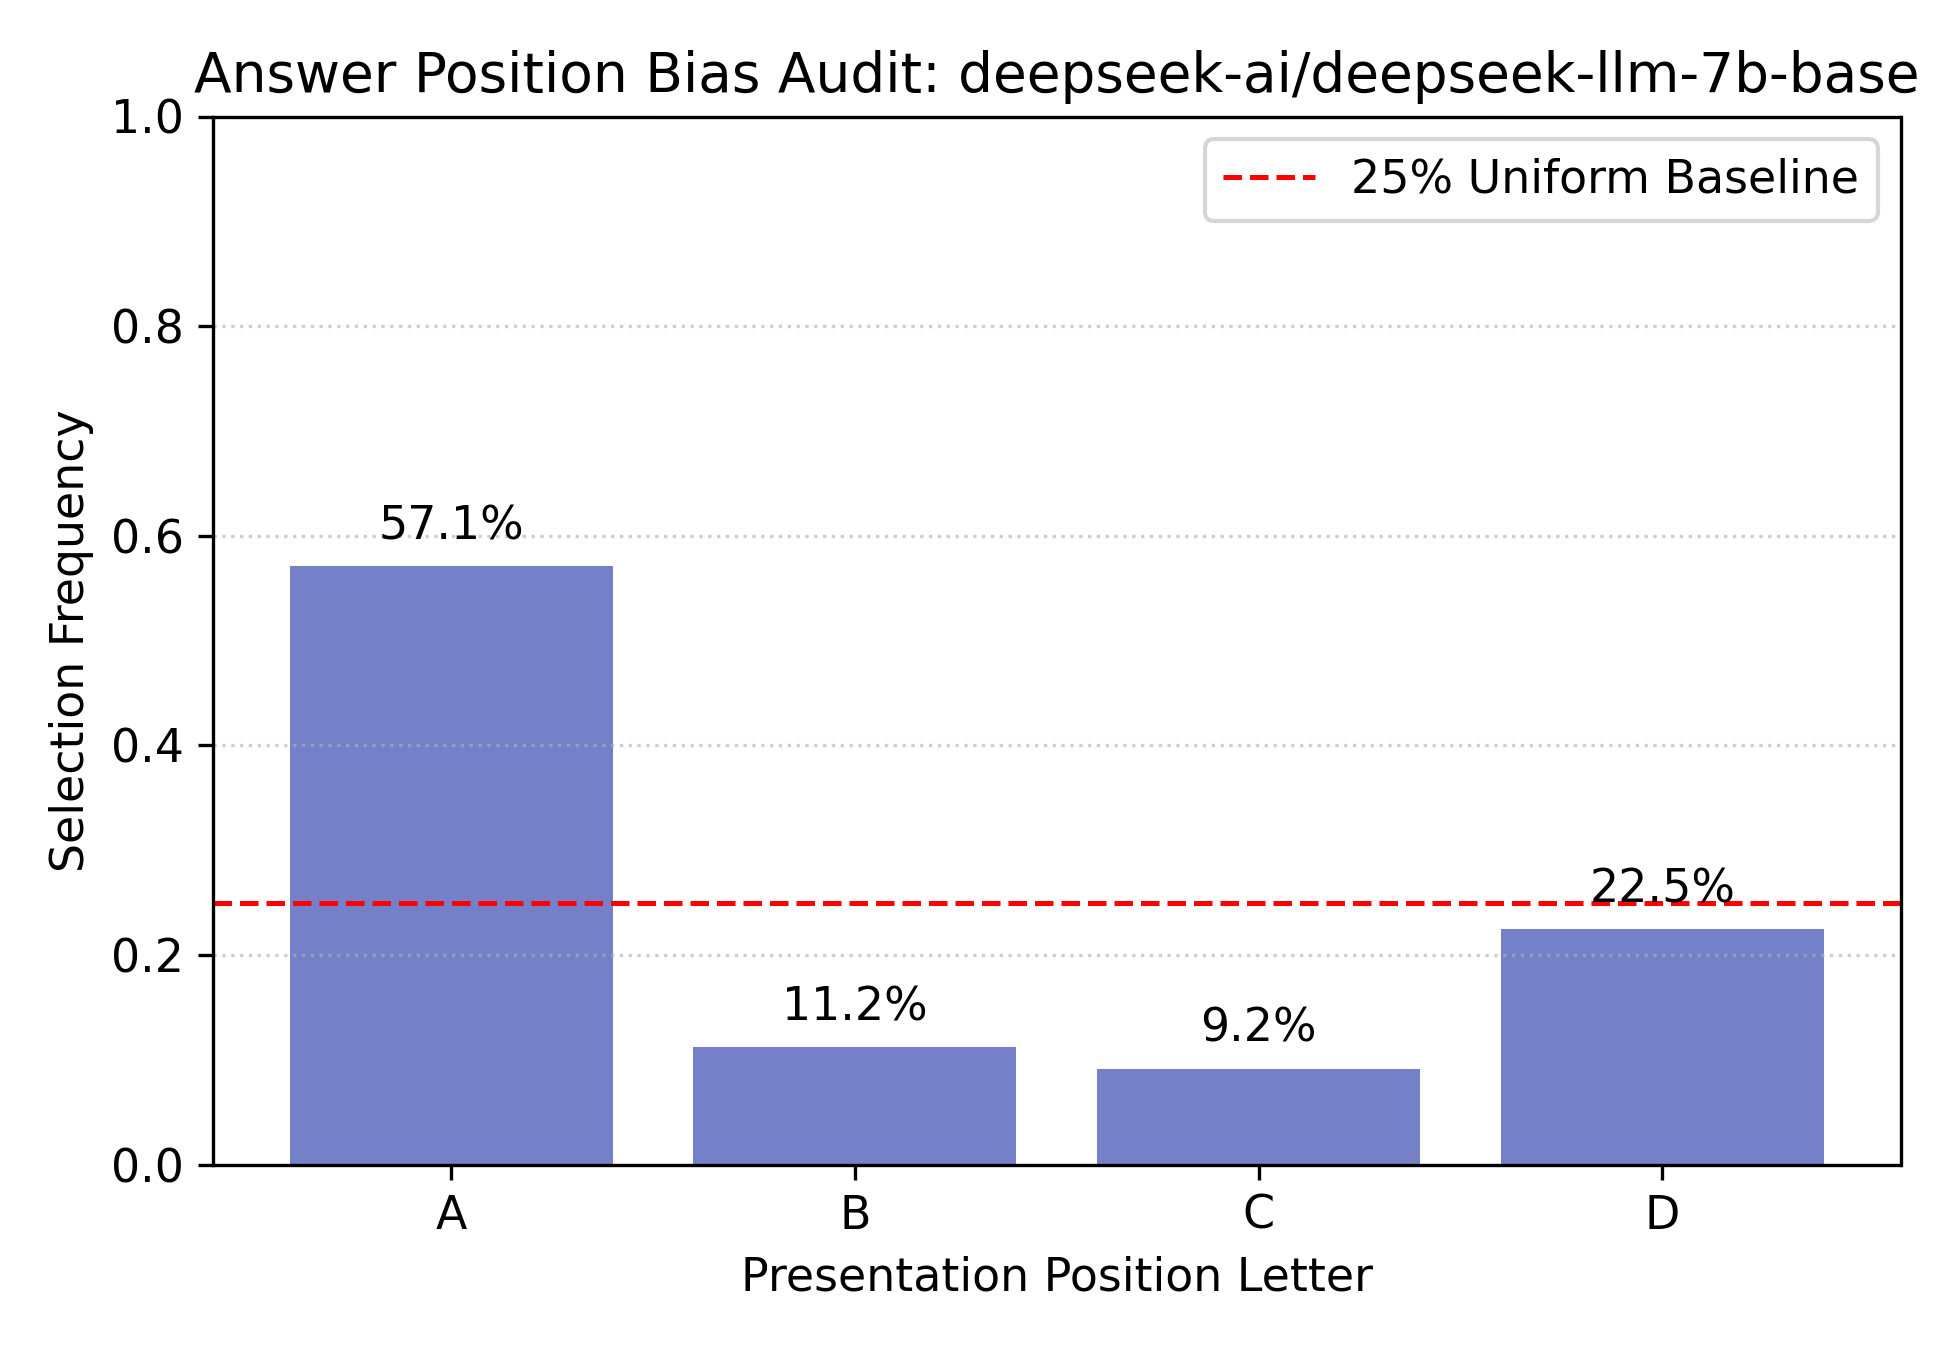 Answer Position Bias Audit: deepseek-ai/deepseek-llm-7b-base
1.0
25% Uniform Baseline
0.8
57.1%
0.6
Selection Frequency
0.4
22.5%
0.2
11.2%
9.2%
0.0
A B C D
Presentation Position Letter